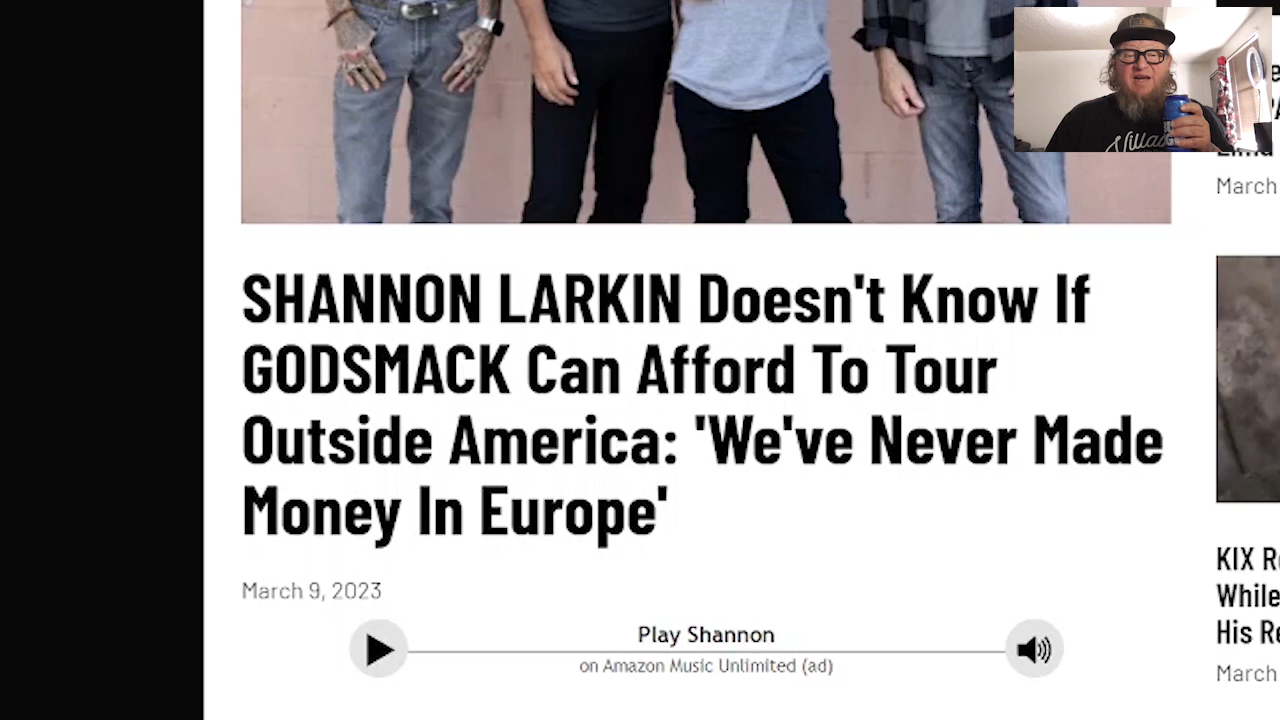 SHANNON LARKIN Doesn't Know If
GODSMACK Can Afford To Tour
Outside America: 'We've Never Made
Money In Europe'
March 9, 2023
Play Shannon
on Amazon Music Unlimited (ad)
March
KIX
While
His
March